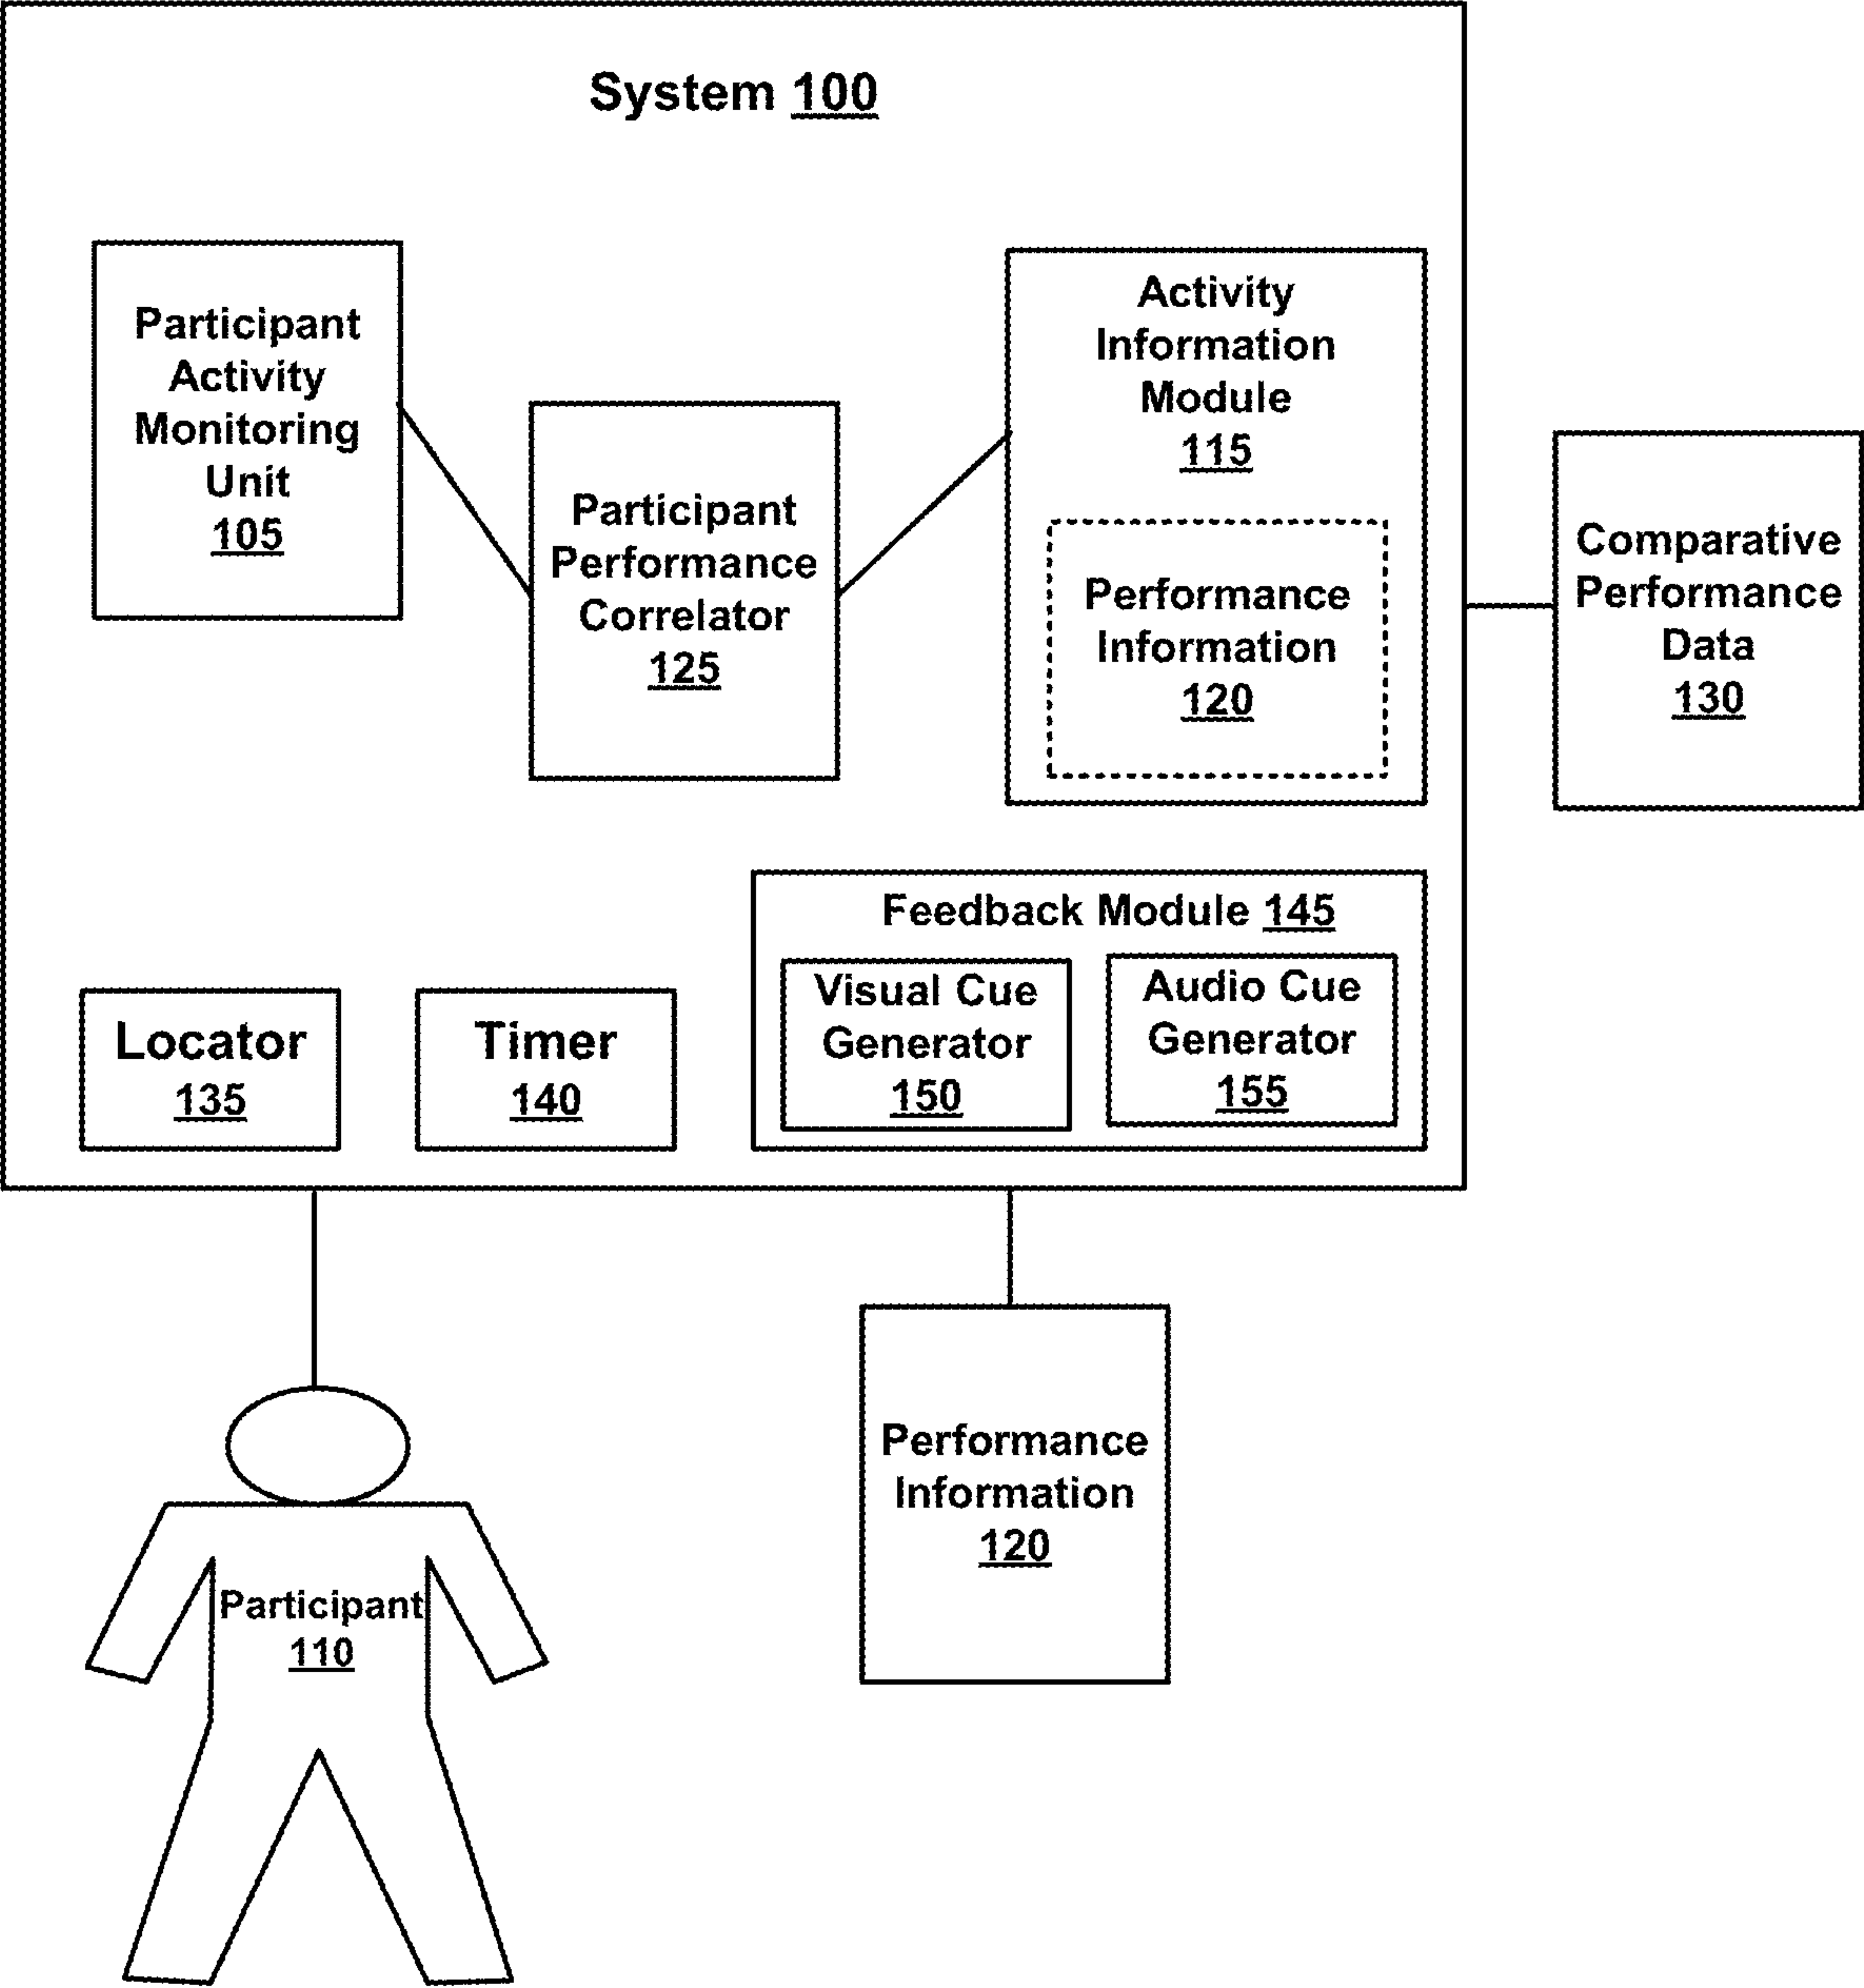 System 100
Participant
Activity
Monitoring
Unit
105
Participant
Performance
Correlator
125
Activity
Information
Module
115
Performance
Information
120
Comparative
Performance
Data
130
Locator
135
Timer
140
Feedback Module 145
Visual Cue
Generator
150
Audio Cue
Generator
155
Participant
110
Performance
Information
120